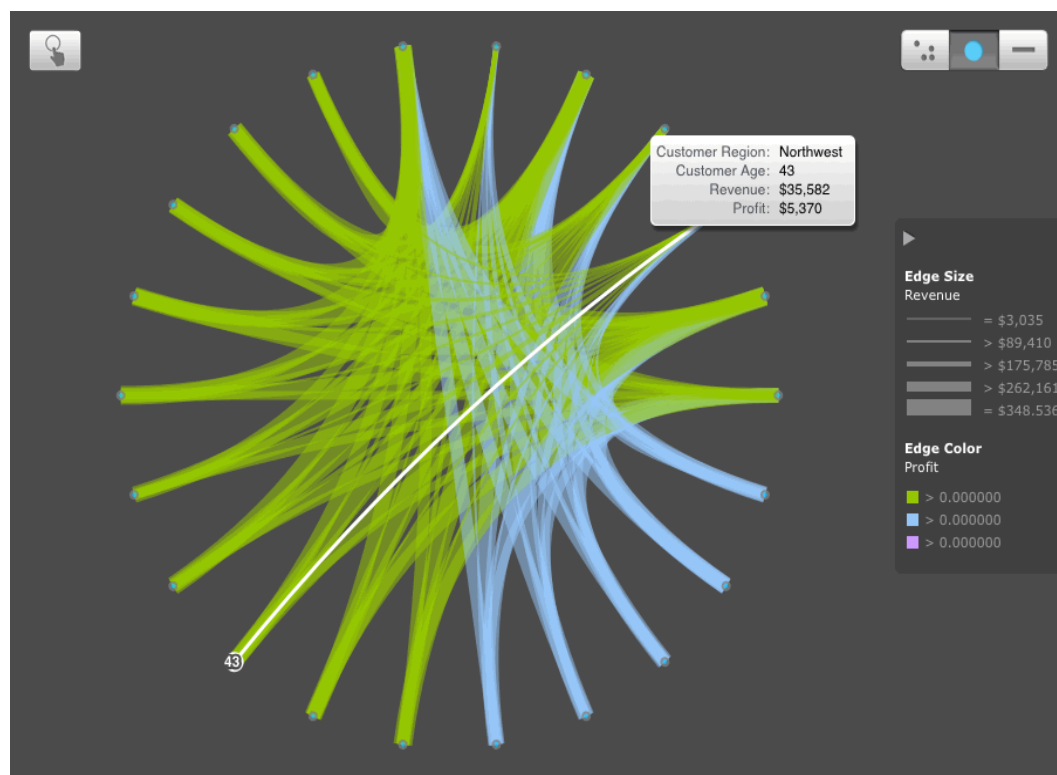 Customer Region: Northwest
Customer Age: 43
Revenue: $35,582
Profit: $5,370
Edge Size
Revenue
= $3,035
> $89,410
> $175,785
> $262,161
= $348.536
Edge Color
Profit
> 0.000000
> 0.000000
> 0.000000
43